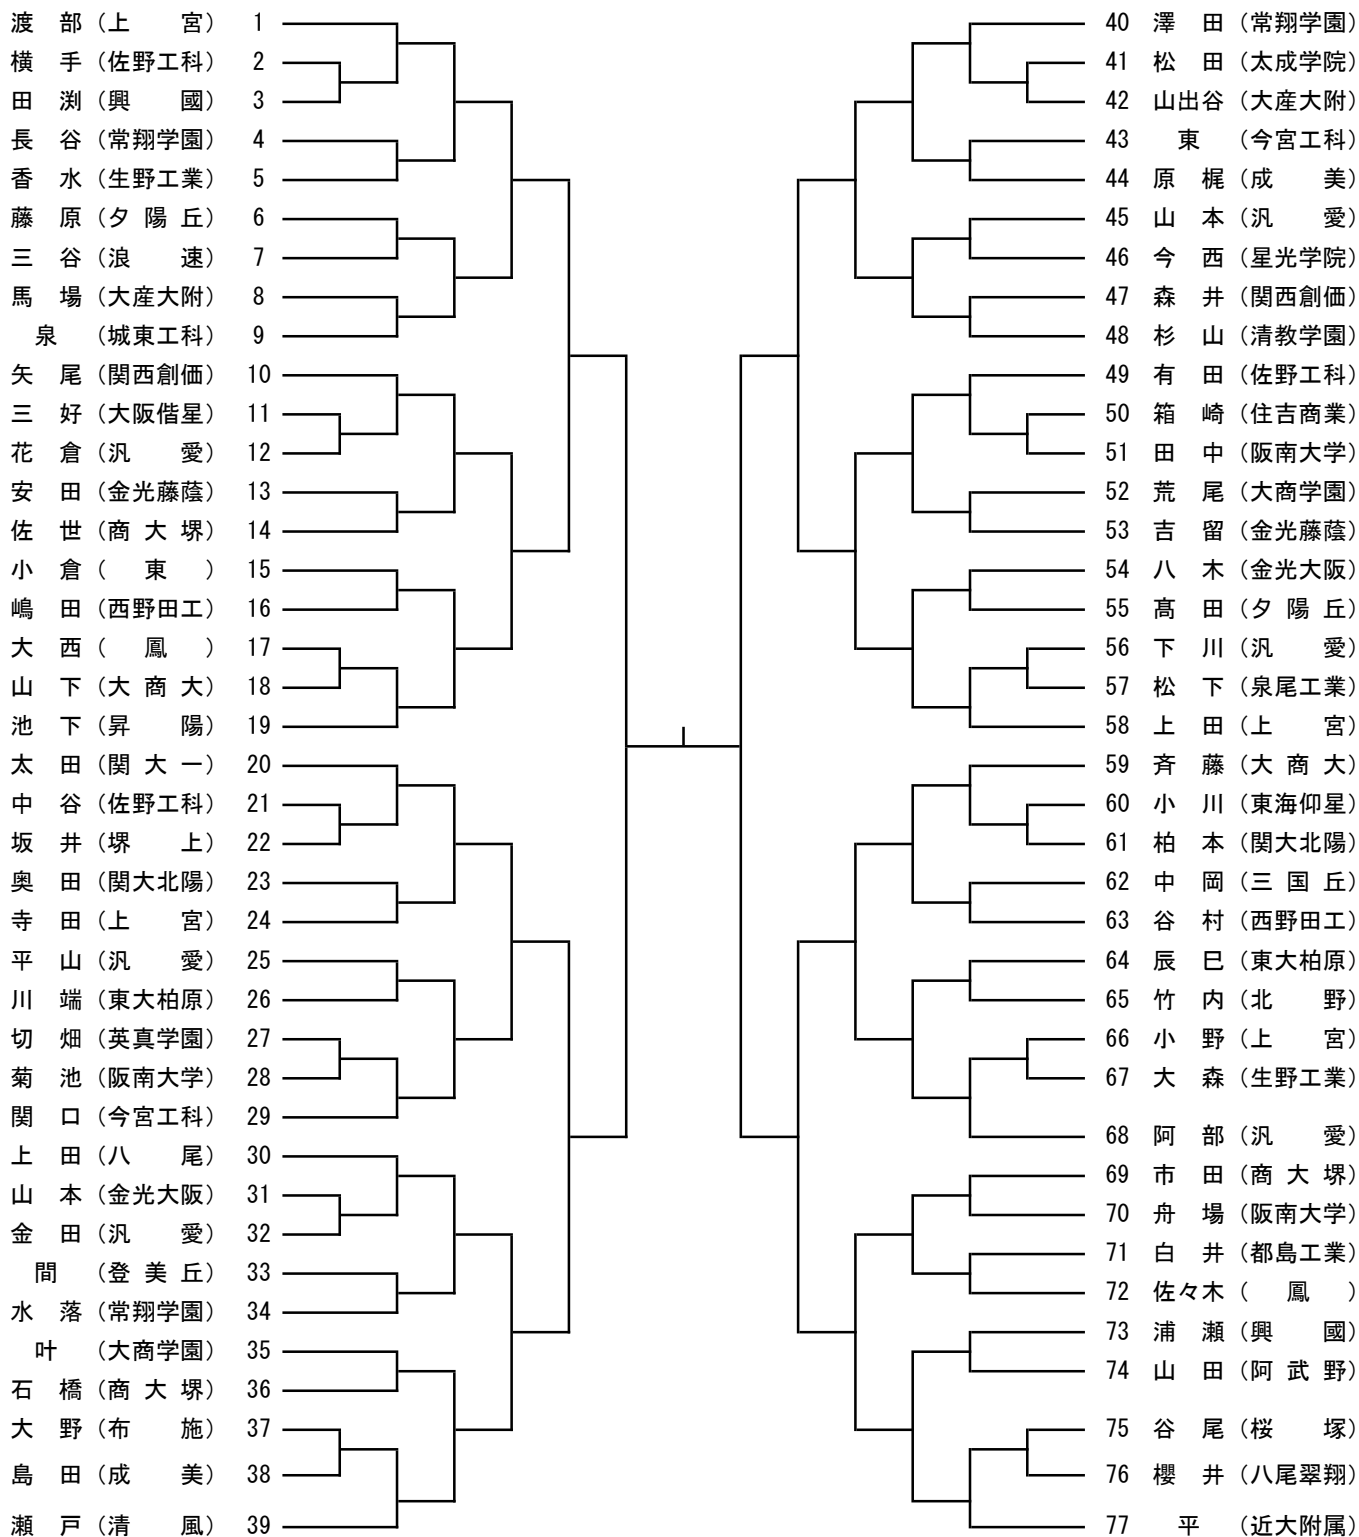 渡 部（上 宮） 1
横 手（佐野工科） 2
田 渕（興 國） 3
長 谷（常翔学園） 4
香 水（生野工業） 5
藤 原（夕 陽 丘） 6
三 谷（浪 速） 7
馬 場（大産大附） 8
泉 （城東工科） 9
矢 尾（関西創価） 10
三 好（大阪偕星） 11
花 倉（汎 愛） 12
安 田（金光藤蔭） 13
佐 世（商 大 堺） 14
小 倉（ 東 ） 15
嶋 田（西野田工） 16
大 西（ 鳳 ） 17
山 下（大 商 大） 18
池 下（昇 陽） 19
太 田（関 大 一） 20
中 谷（佐野工科） 21
坂 井（堺 上） 22
奥 田（関大北陽） 23
寺 田（上 宮） 24
平 山（汎 愛） 25
川 端（東大柏原） 26
切 畑（英真学園） 27
菊 池（阪南大学） 28
関 口（今宮工科） 29
上 田（八 尾） 30
山 本（金光大阪） 31
金 田（汎 愛） 32
間 （登 美 丘） 33
水 落（常翔学園） 34
叶 （大商学園） 35
石 橋（商 大 堺） 36
大 野（布 施） 37
島 田（成 美） 38
瀬 戸（清 風） 39
40 澤 田（常翔学園）
41 松 田（太成学院）
42 山出谷（大産大附）
43 東 （今宮工科）
44 原 梶（成 美）
45 山 本（汎 愛）
46 今 西（星光学院）
47 森 井（関西創価）
48 杉 山（清教学園）
49 有 田（佐野工科）
50 箱 崎（住吉商業）
51 田 中（阪南大学）
52 荒 尾（大商学園）
53 吉 留（金光藤蔭）
54 八 木（金光大阪）
55 髙 田（夕 陽 丘）
56 下 川（汎 愛）
57 松 下（泉尾工業）
58 上 田（上 宮）
59 斉 藤（大 商 大）
60 小 川（東海仰星）
61 柏 本（関大北陽）
62 中 岡（三 国 丘）
63 谷 村（西野田工）
64 辰 巳（東大柏原）
65 竹 内（北 野）
66 小 野（上 宮）
67 大 森（生野工業）
68 阿 部（汎 愛）
69 市 田（商 大 堺）
70 舟 場（阪南大学）
71 白 井（都島工業）
72 佐々木（ 鳳 ）
73 浦 瀬（興 國）
74 山 田（阿 武 野）
75 谷 尾（桜 塚）
76 櫻 井（八尾翠翔）
77 平 （近大附属）